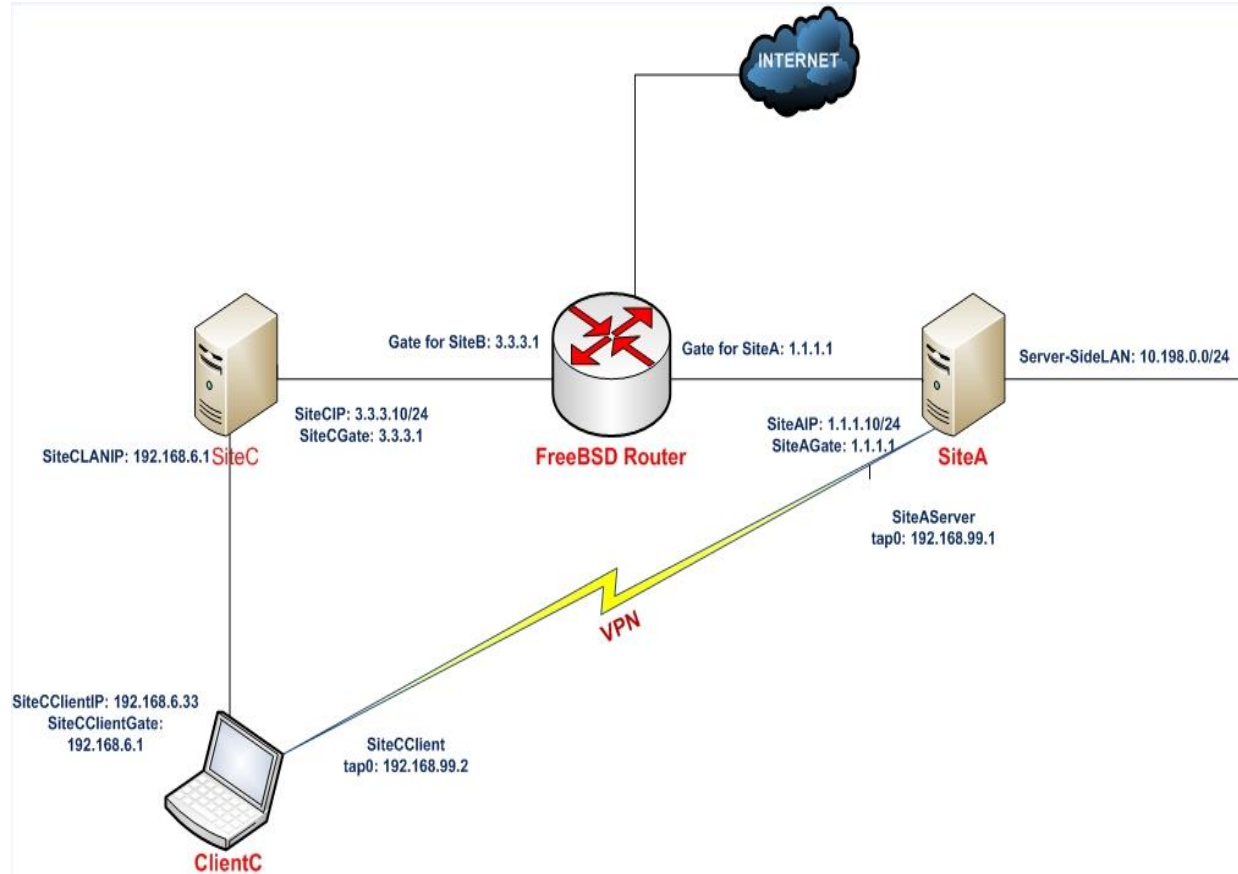 INTERNET
Gate for SiteB: 3.3.3.1
Gate for SiteA: 1.1.1.1
Server-SideLAN: 10.198.0.0/24
SiteCIP: 3.3.3.10/24
SiteCGate: 3.3.3.1
SiteAIP: 1.1.1.10/24
SiteAGate: 1.1.1.1
SiteCLANIP: 192.168.6.1
SiteC
FreeBSD Router
SiteA
SiteAServer
tap0: 192.168.99.1
VPN
SiteCClientIP: 192.168.6.33
SiteCClientGate:
192.168.6.1
SiteCClient
tap0: 192.168.99.2
ClientC